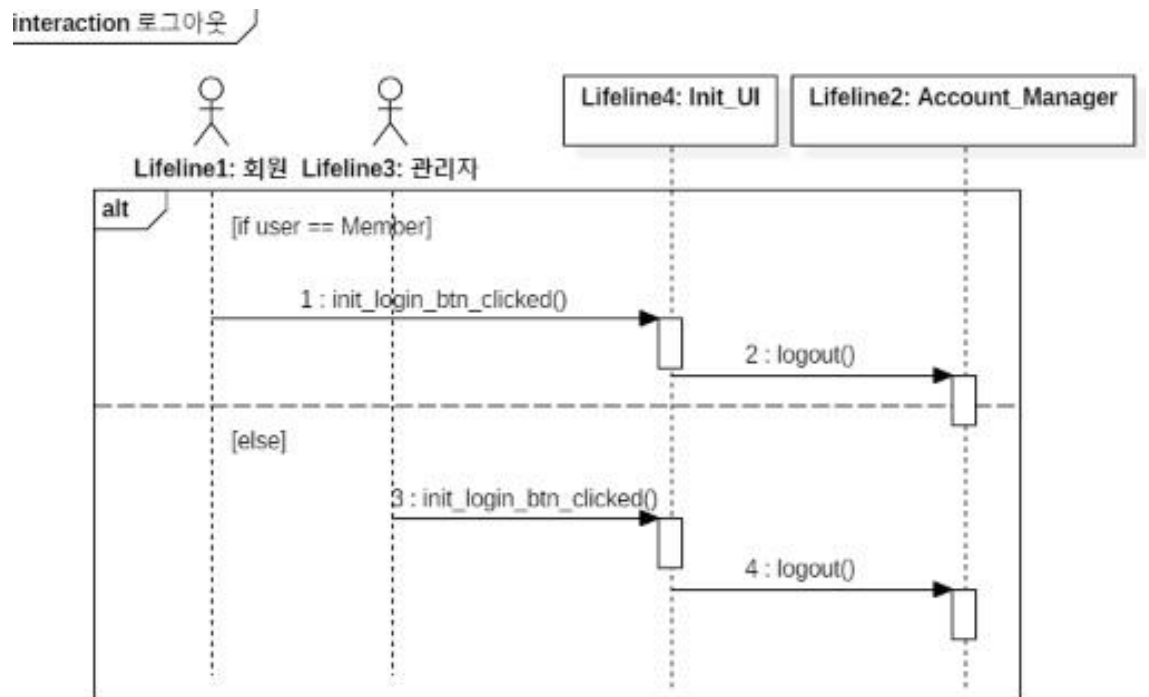 interaction 로그아웃
Lifeline4: Init_UI
Lifeline2: Account_Manager
Lifeline1: 회원
Lifeline3: 관리자
alt
[if user == Member]
1 : init_login_btn_clicked()
2 : logout()
[else]
3 : init_login_btn_clicked()
4 : logout()